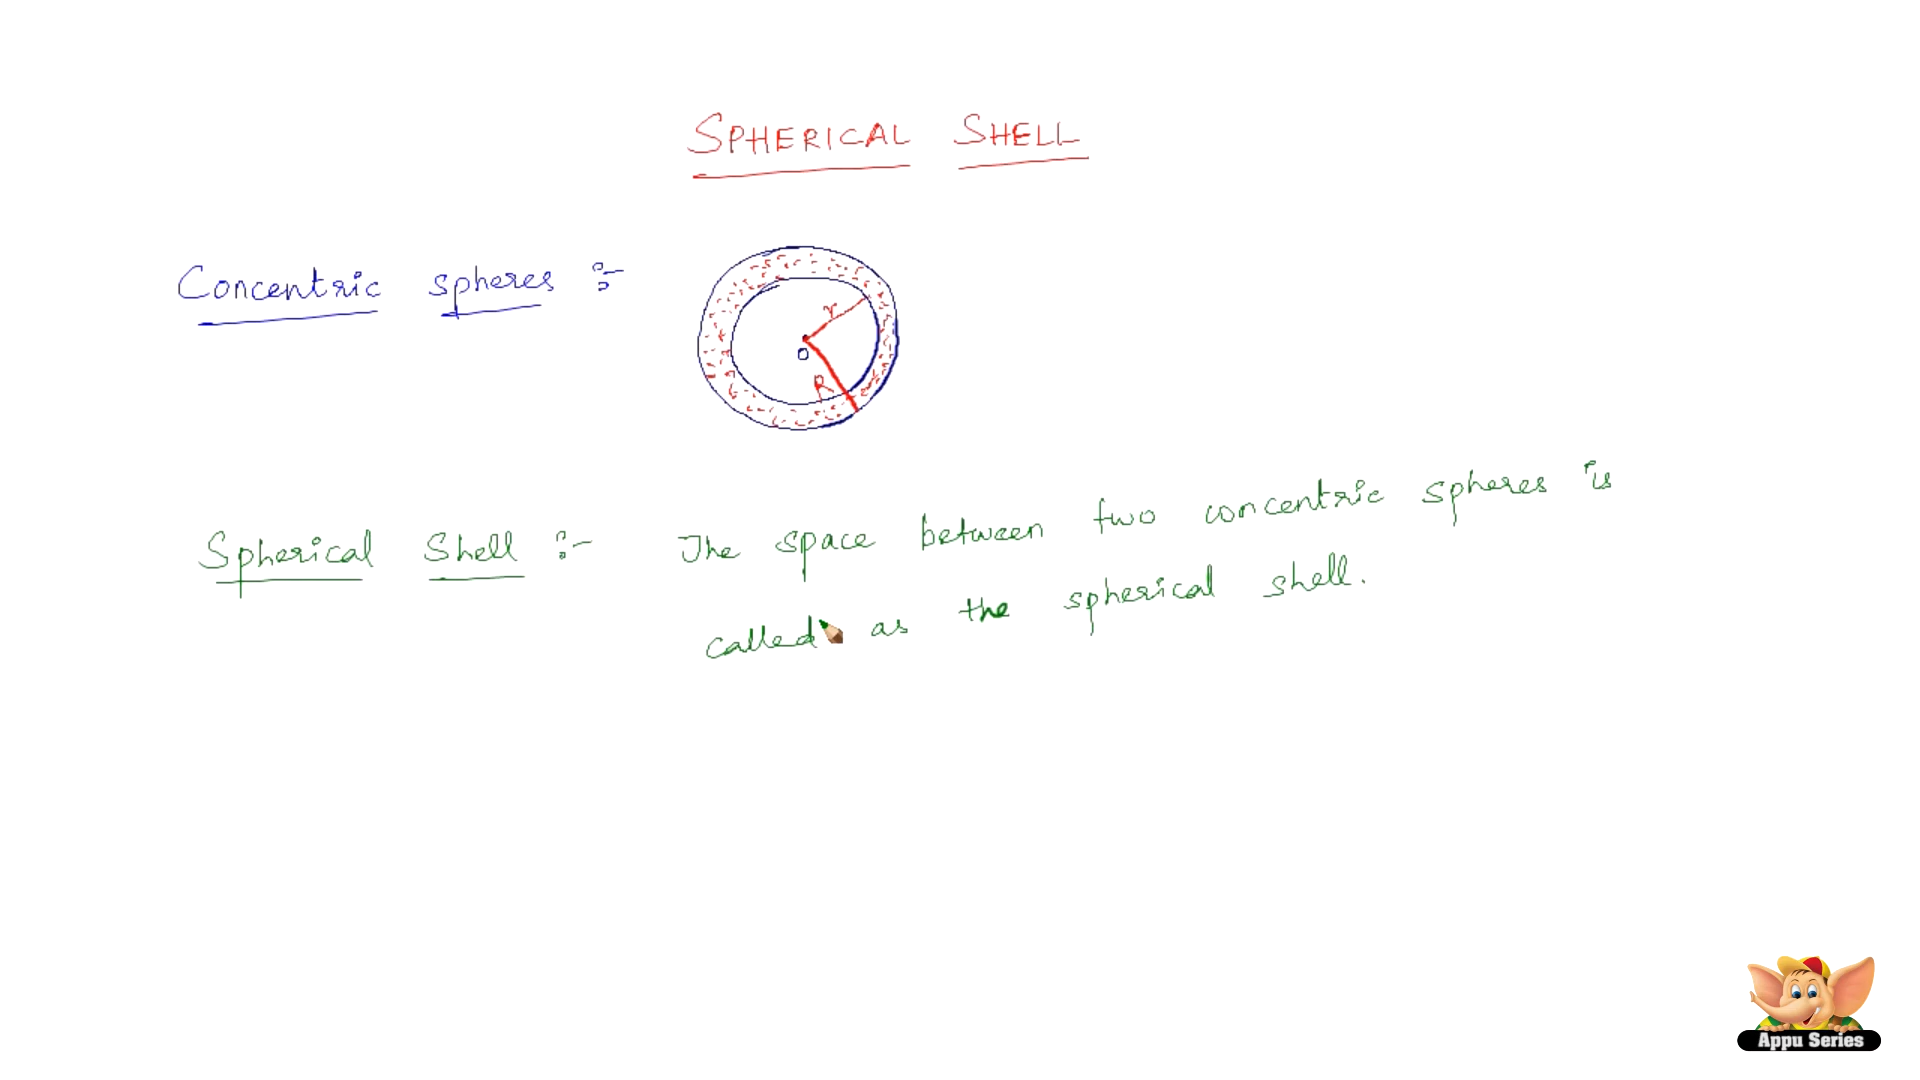 SPHERICAL SHELL
Concentric spheres :-
r
O
R
Spherical Shell :- The space between two concentric spheres is
called as the spherical shell.
Appu Series